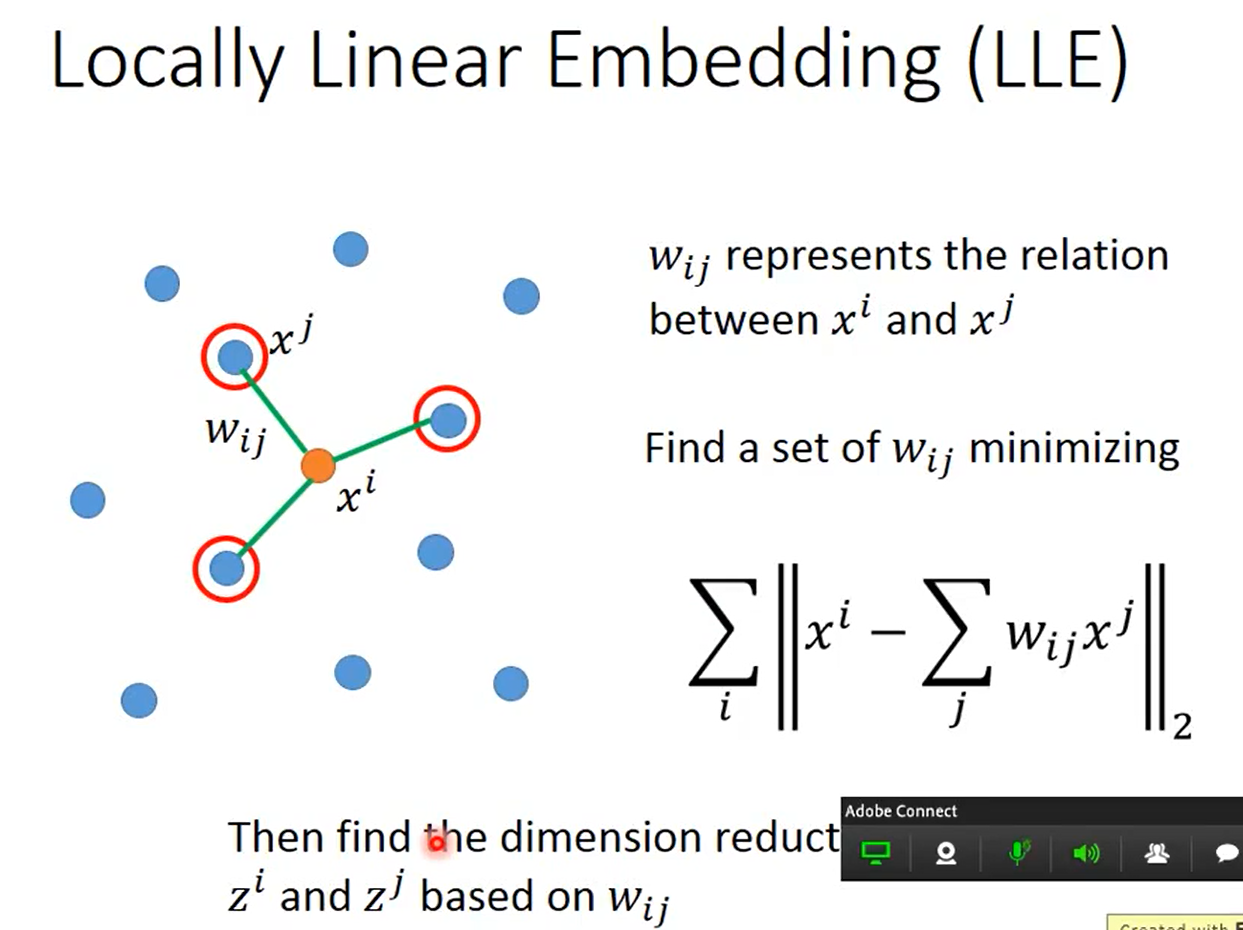 Locally Linear Embedding (LLE)
w_{ij} represents the relation
between x^i and x^j
x^j
w_{ij}
x^i
Find a set of w_{ij} minimizing
\sum_i \left\| x^i - \sum_j w_{ij} x^j \right\|_2
Then find the dimension reduct
z^i and z^j based on w_{ij}
Adobe Connect
Created with